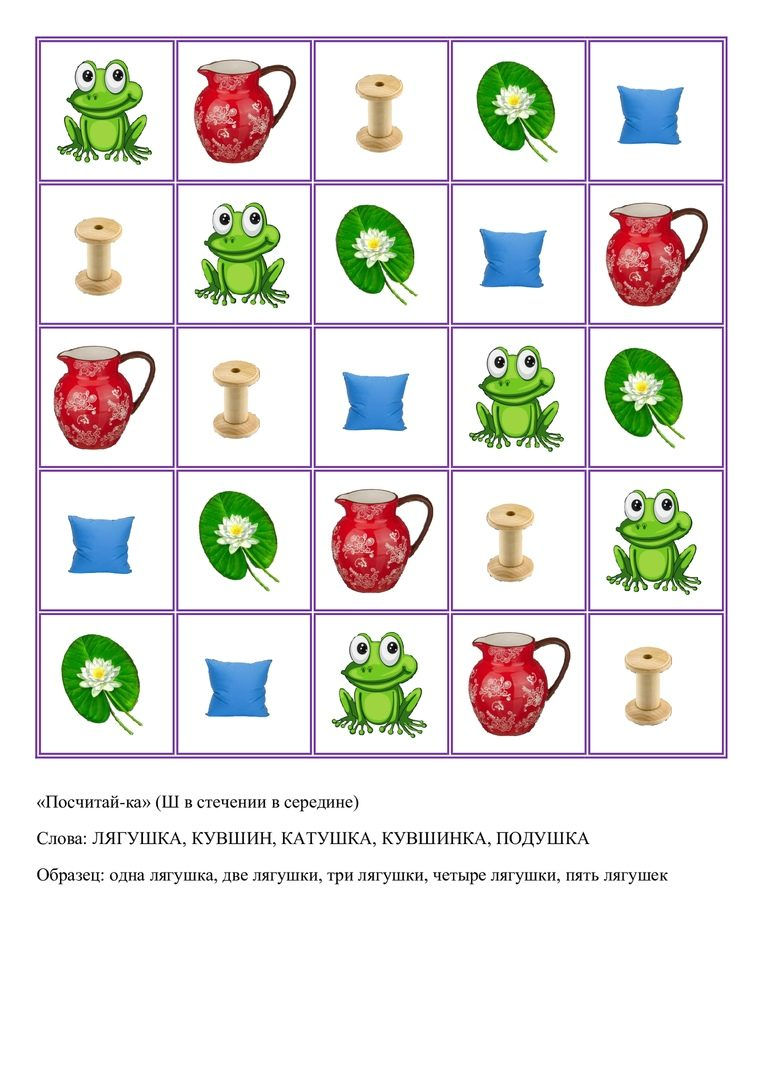 «Посчитай-ка» (Ш в стечении в середине)
Слова: ЛЯГУШКА, КУВШИН, КАТУШКА, КУВШИНКА, ПОДУШКА
Образец: одна лягушка, две лягушки, три лягушки, четыре лягушки, пять лягушек